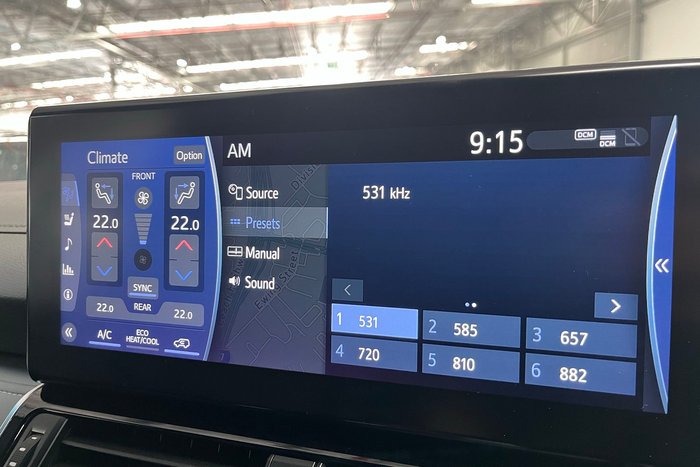 Climate
Option
FRONT
22.0
22.0
SYNC
REAR
22.0
22.0
A/C
ECO
HEAT/COOL
AM
9:15
DCM
DCM
Source
Presets
Manual
Sound
531 kHz
1 531
2 585
3 657
4 720
5 810
6 882